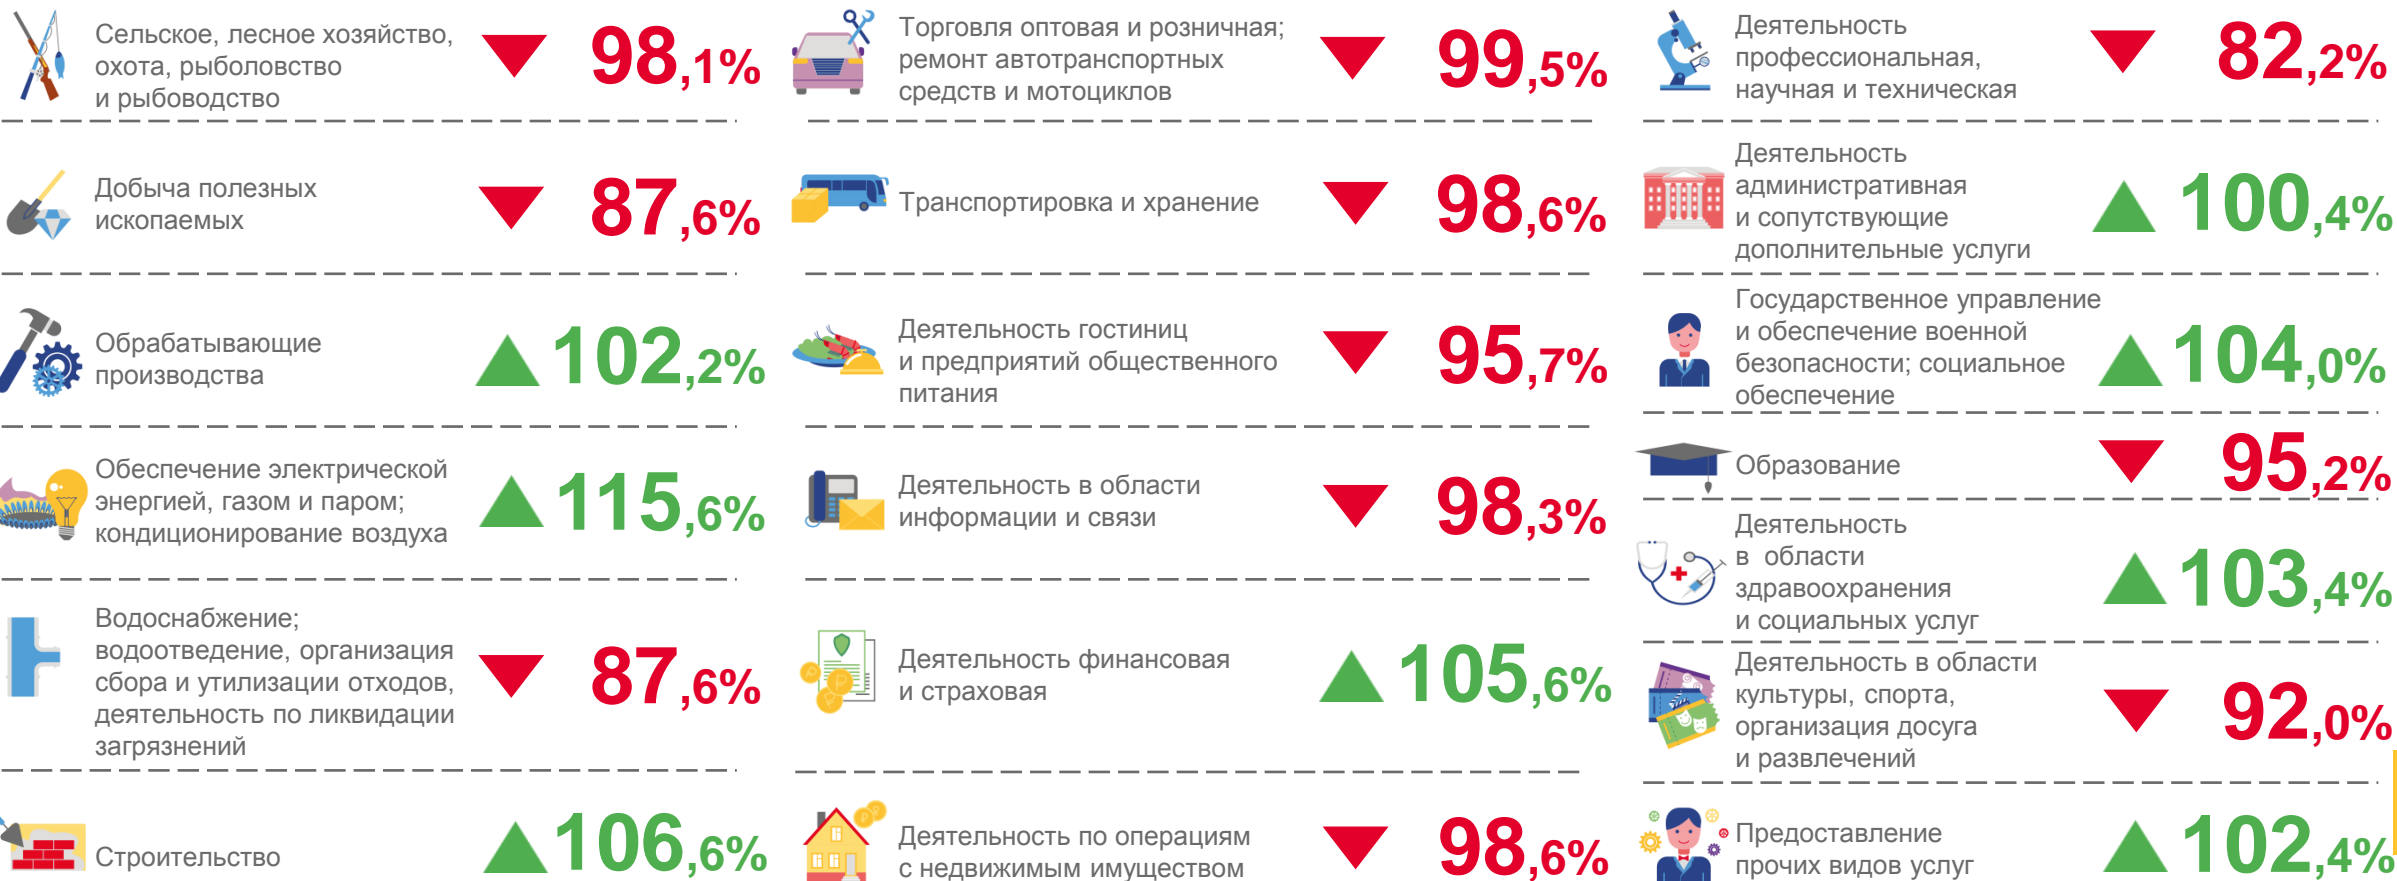 Сельское, лесное хозяйство,
охота, рыболовство
и рыбоводство
98,1%
Добыча полезных
ископаемых
87,6%
Обрабатывающие
производства
102,2%
Обеспечение электрической
энергией, газом и паром;
кондиционирование воздуха
115,6%
Водоснабжение;
водоотведение, организация
сбора и утилизации отходов,
деятельность по ликвидации
загрязнений
87,6%
Строительство
106,6%
Торговля оптовая и розничная;
ремонт автотранспортных
средств и мотоциклов
99,5%
Транспортировка и хранение
98,6%
Деятельность гостиниц
и предприятий общественного
питания
95,7%
Деятельность в области
информации и связи
98,3%
Деятельность финансовая
и страховая
105,6%
Деятельность по операциям
с недвижимым имуществом
98,6%
Деятельность
профессиональная,
научная и техническая
82,2%
Деятельность
административная
и сопутствующие
дополнительные услуги
100,4%
Государственное управление
и обеспечение военной
безопасности; социальное
обеспечение
104,0%
Образование
95,2%
Деятельность
в области
здравоохранения
и социальных услуг
103,4%
Деятельность в области
культуры, спорта,
организация досуга
и развлечений
92,0%
Предоставление
прочих видов услуг
102,4%